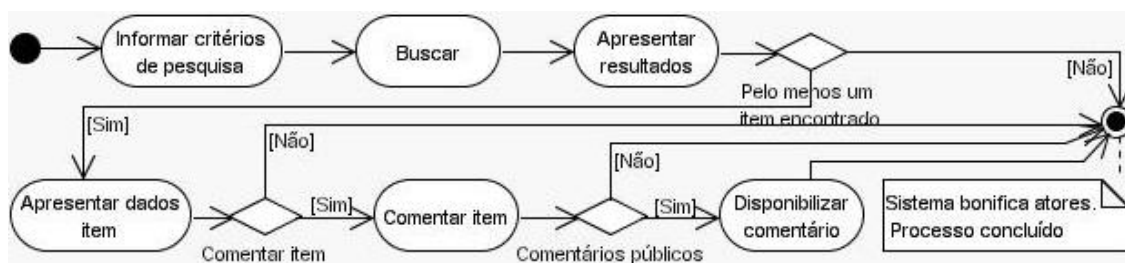 Informar critérios
de pesquisa
Buscar
Apresentar
resultados
[Não]
Pelo menos um
item encontrado
[Sim]
[Não]
[Não]
Apresentar dados
item
[Sim]
Comentar item
[Sim]
Disponibilizar
comentário
Sistema bonifica atores.
Processo concluído
Comentar item
Comentários públicos